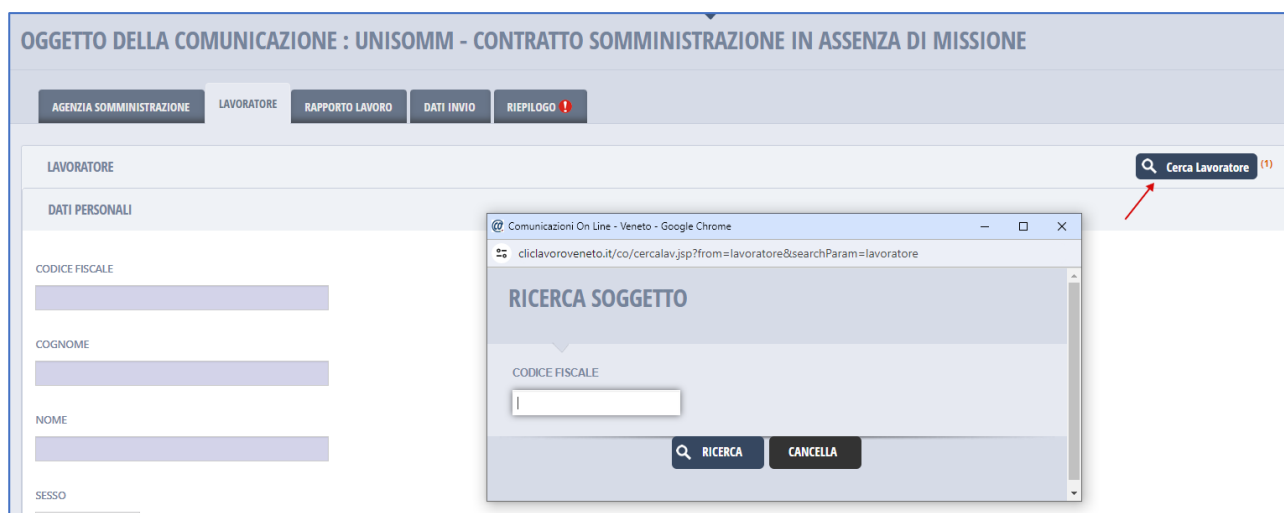 OGGETTO DELLA COMUNICAZIONE : UNISOMM - CONTRATTO SOMMINISTRAZIONE IN ASSENZA DI MISSIONE
AGENZIA SOMMINISTRAZIONE LAVORATORE RAPPORTO LAVORO DATI INVIO RIEPILOGO !
LAVORATORE
Cerca Lavoratore (1)
DATI PERSONALI
CODICE FISCALE
COGNOME
NOME
SESSO
@ Comunicazioni On Line - Veneto - Google Chrome
cliclavoroveneto.it/co/cercalav.jsp?from=lavoratore&searchParam=lavoratore
RICERCA SOGGETTO
CODICE FISCALE
RICERCA CANCELLA